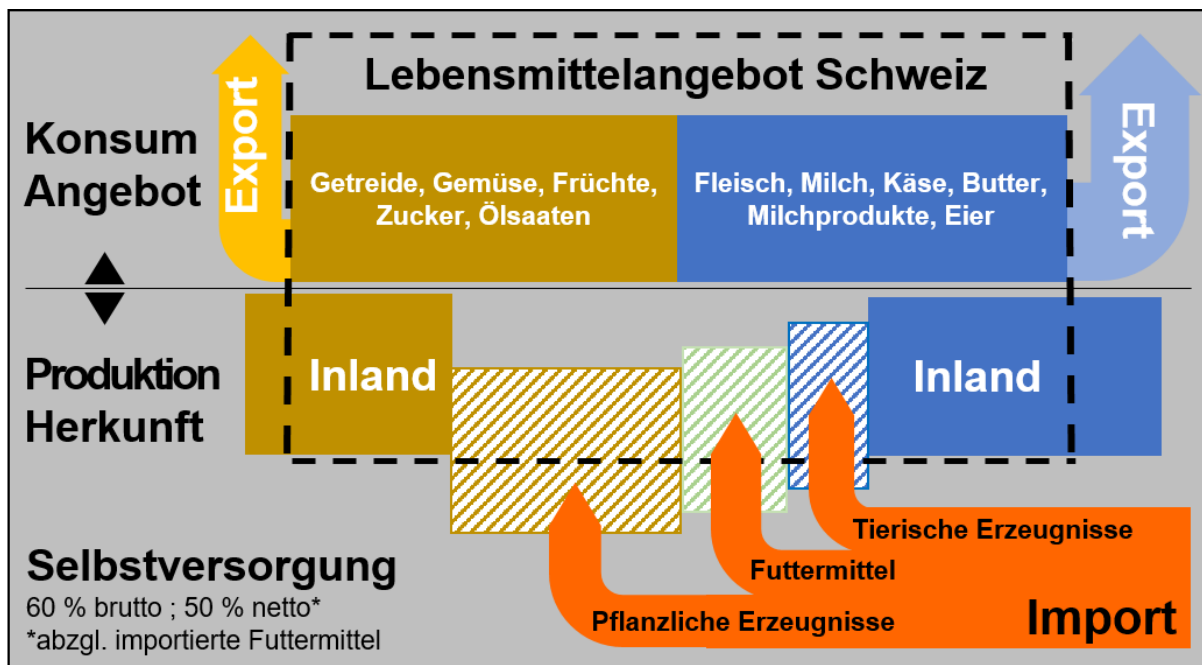 Lebensmittelangebot Schweiz
Export
Export
Konsum
Angebot
Getreide, Gemüse, Früchte,
Zucker, Ölsaaten
Fleisch, Milch, Käse, Butter,
Milchprodukte, Eier
Produktion
Herkunft
Inland
Inland
Tierische Erzeugnisse
Futtermittel
Pflanzliche Erzeugnisse
Import
Selbstversorgung
60 % brutto ; 50 % netto*
*abzgl. importierte Futtermittel